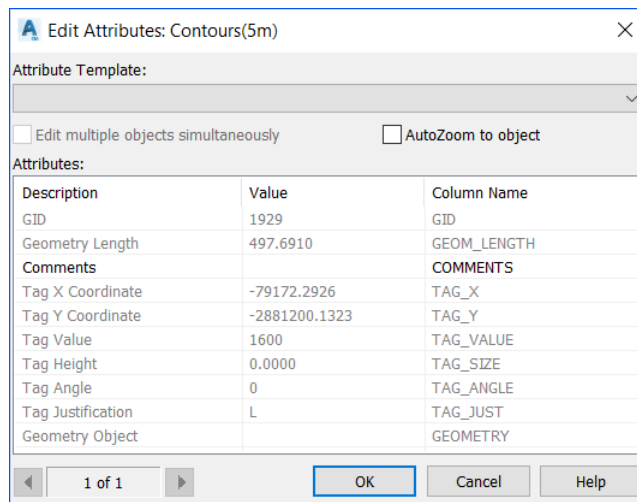 Edit Attributes: Contours(5m)
Attribute Template:
Edit multiple objects simultaneously AutoZoom to object
Attributes:
Description Value Column Name
GID 1929 GID
Geometry Length 497.6910 GEOM_LENGTH
Comments COMMENTS
Tag X Coordinate -79172.2926 TAG_X
Tag Y Coordinate -2881200.1323 TAG_Y
Tag Value 1600 TAG_VALUE
Tag Height 0.0000 TAG_SIZE
Tag Angle 0 TAG_ANGLE
Tag Justification L TAG_JUST
Geometry Object GEOMETRY
1 of 1 OK Cancel Help